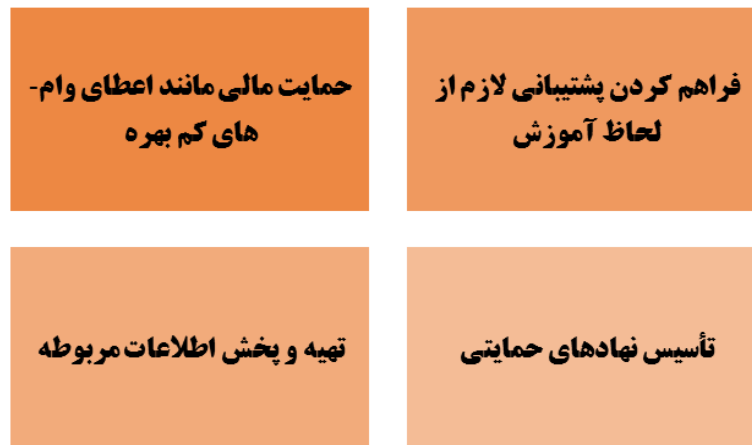 فراهم کردن پشتیبانی لازم از
لحاظ آموزش
حمایت مالی مانند اعطای وام-
های کم بهره
تأسیس نهادهای حمایتی
تهیه و پخش اطلاعات مربوطه